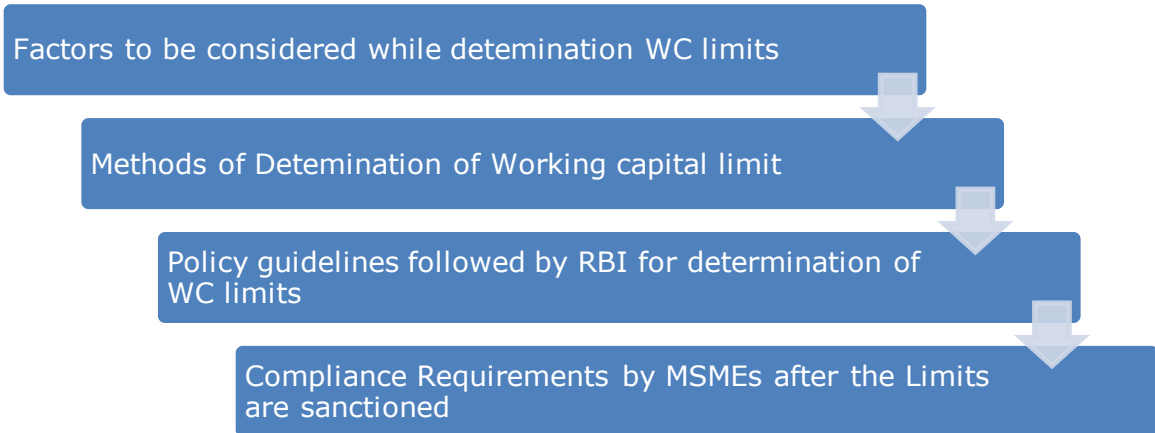 Factors to be considered while detemination WC limits
Methods of Detemination of Working capital limit
Policy guidelines followed by RBI for determination of
WC limits
Compliance Requirements by MSMEs after the Limits
are sanctioned